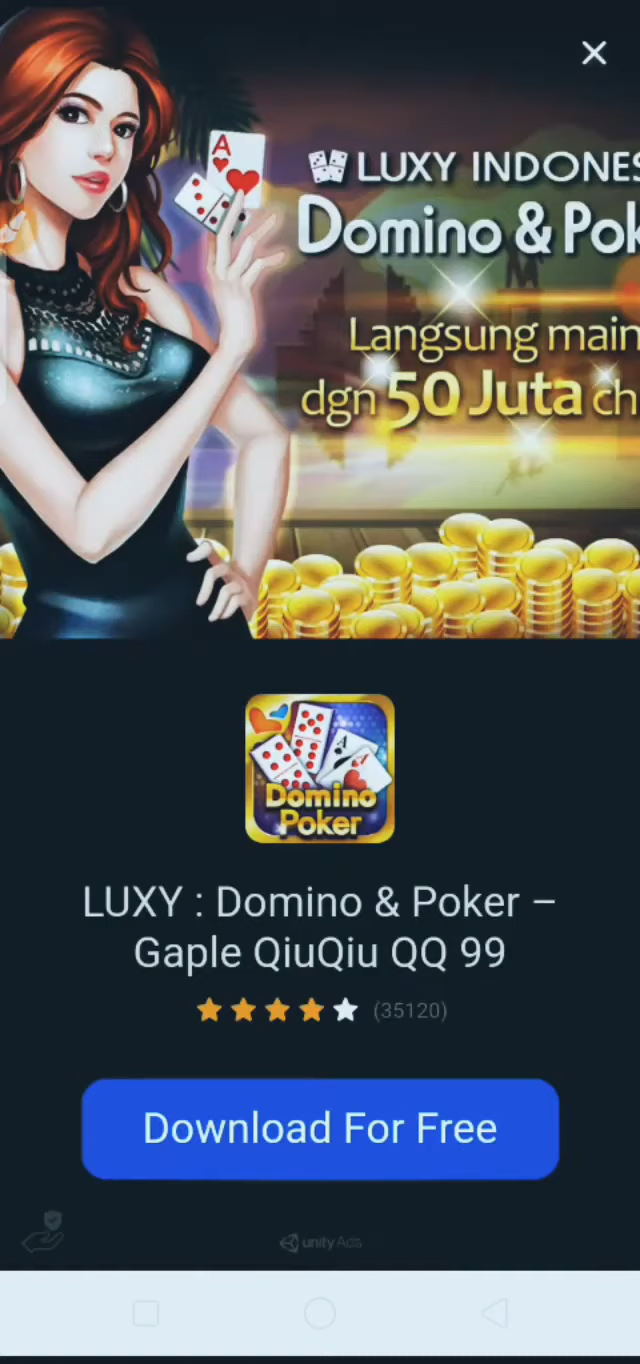 LUXY INDONES
Domino & Pok
Langsung main
dgn 50 Juta ch
A
A
A
Domino
Poker
LUXY : Domino & Poker –
Gaple QiuQiu QQ 99
(35120)
Download For Free
unity Ads